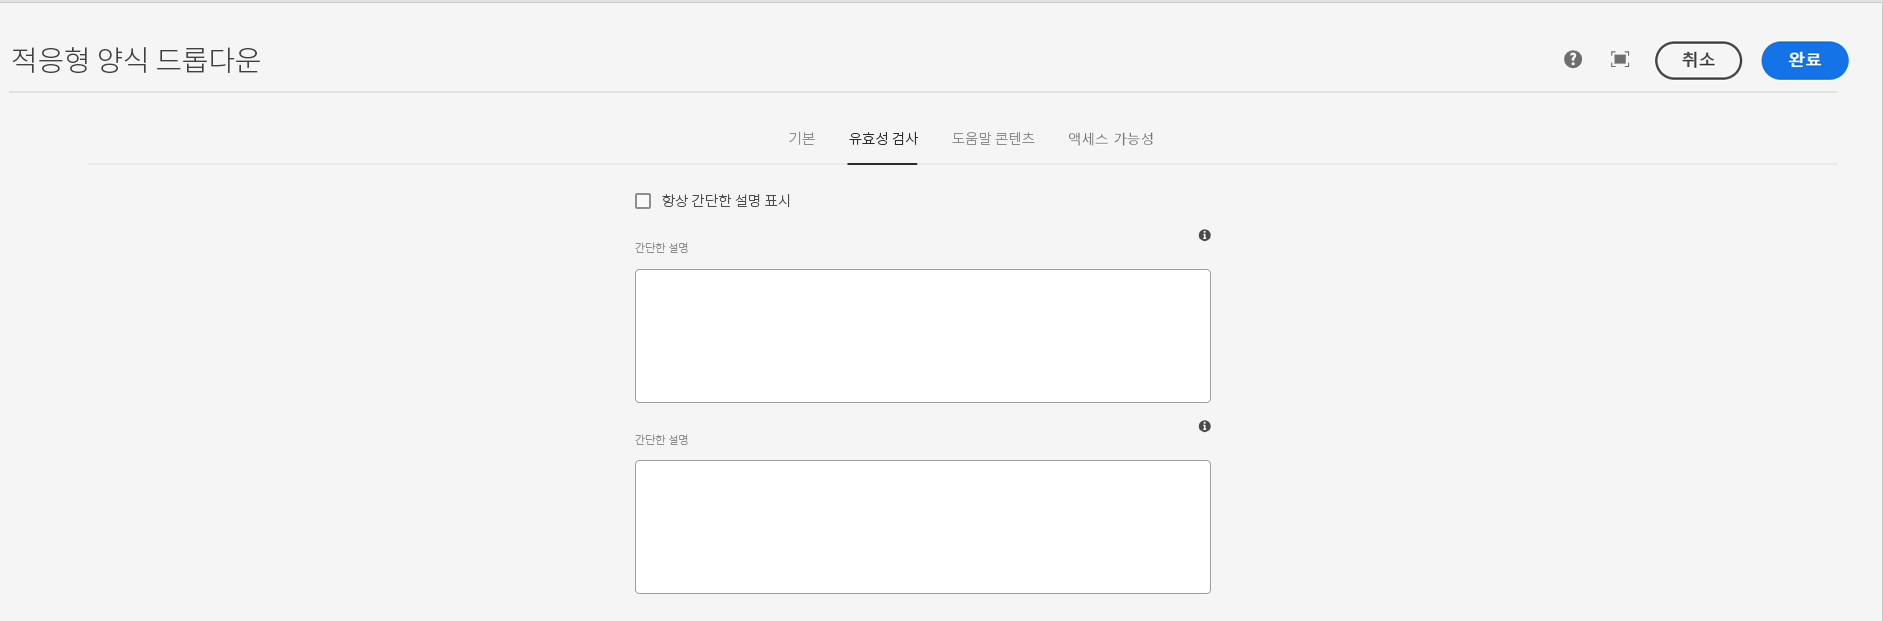 적응형 양식 드롭다운
취소
완료
기본 유효성 검사 도움말 콘텐츠 액세스 가능성
항상 간단한 설명 표시
간단한 설명
간단한 설명